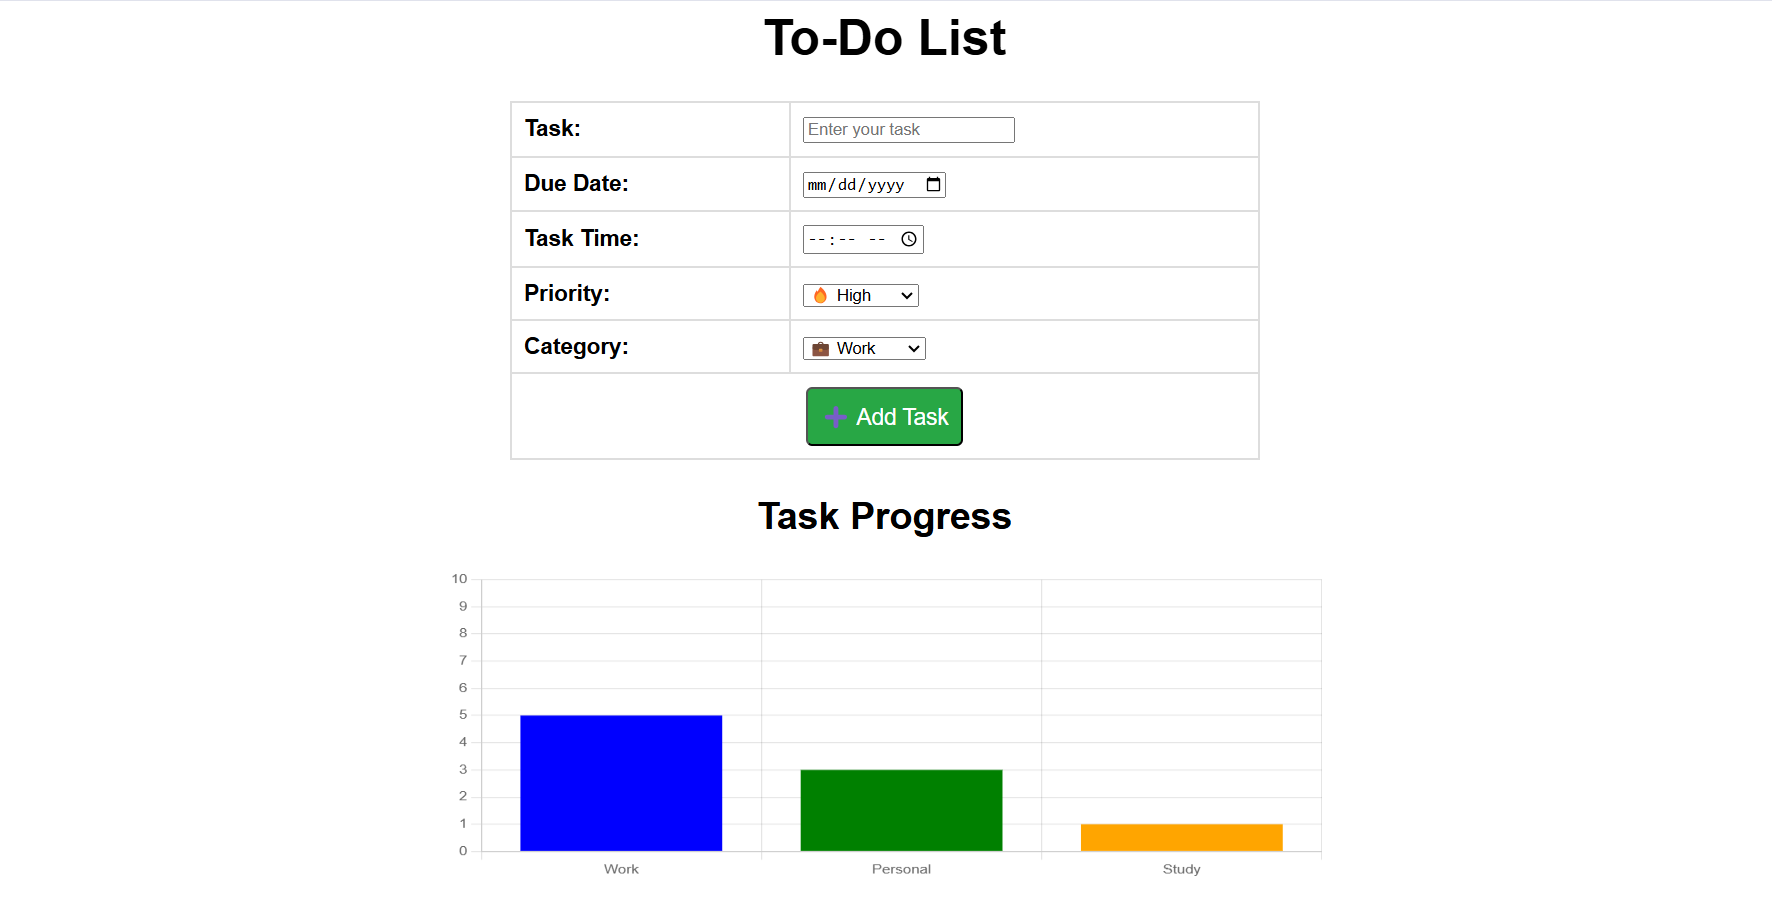 To-Do List
Task: Enter your task
Due Date: mm/dd/yyyy
Task Time: --:-- --
Priority: 🔥 High
Category: 💼 Work
➕ Add Task
Task Progress
10
9
8
7
6
5
4
3
2
1
0
Work Personal Study